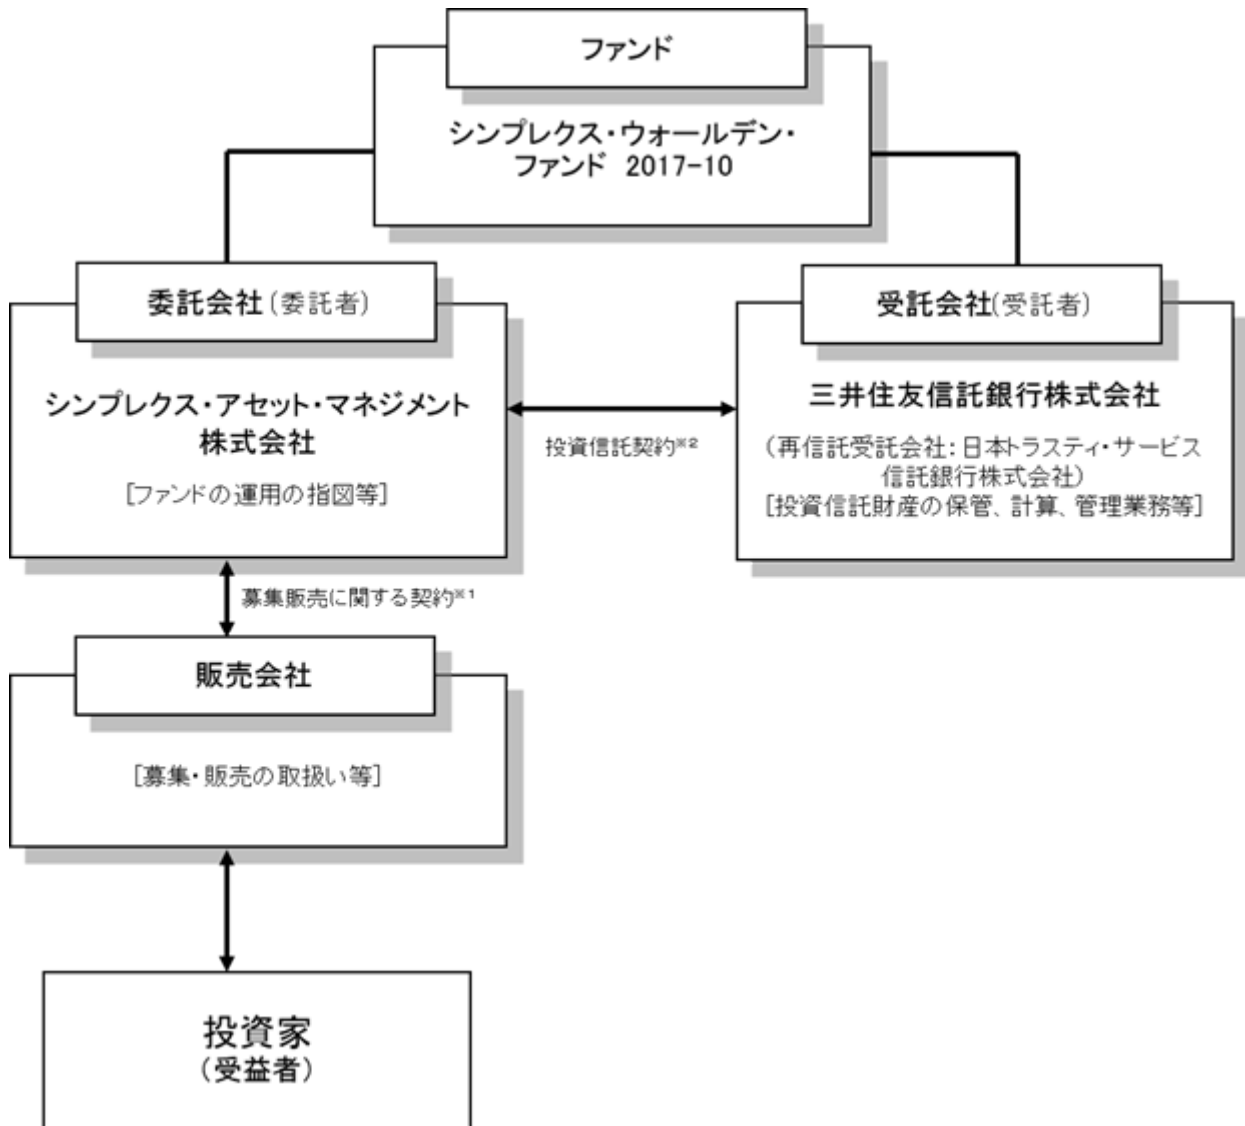 ファンド
シンプレクス・ウォールデン・
ファンド 2017-10
委託会社(委託者)
シンプレクス・アセット・マネジメント
株式会社
[ファンドの運用の指図等]
投資信託契約※2
受託会社(受託者)
三井住友信託銀行株式会社
(再信託受託会社:日本トラスティ・サービス
信託銀行株式会社)
[投資信託財産の保管、計算、管理業務等]
募集販売に関する契約※1
販売会社
[募集・販売の取扱い等]
投資家
(受益者)